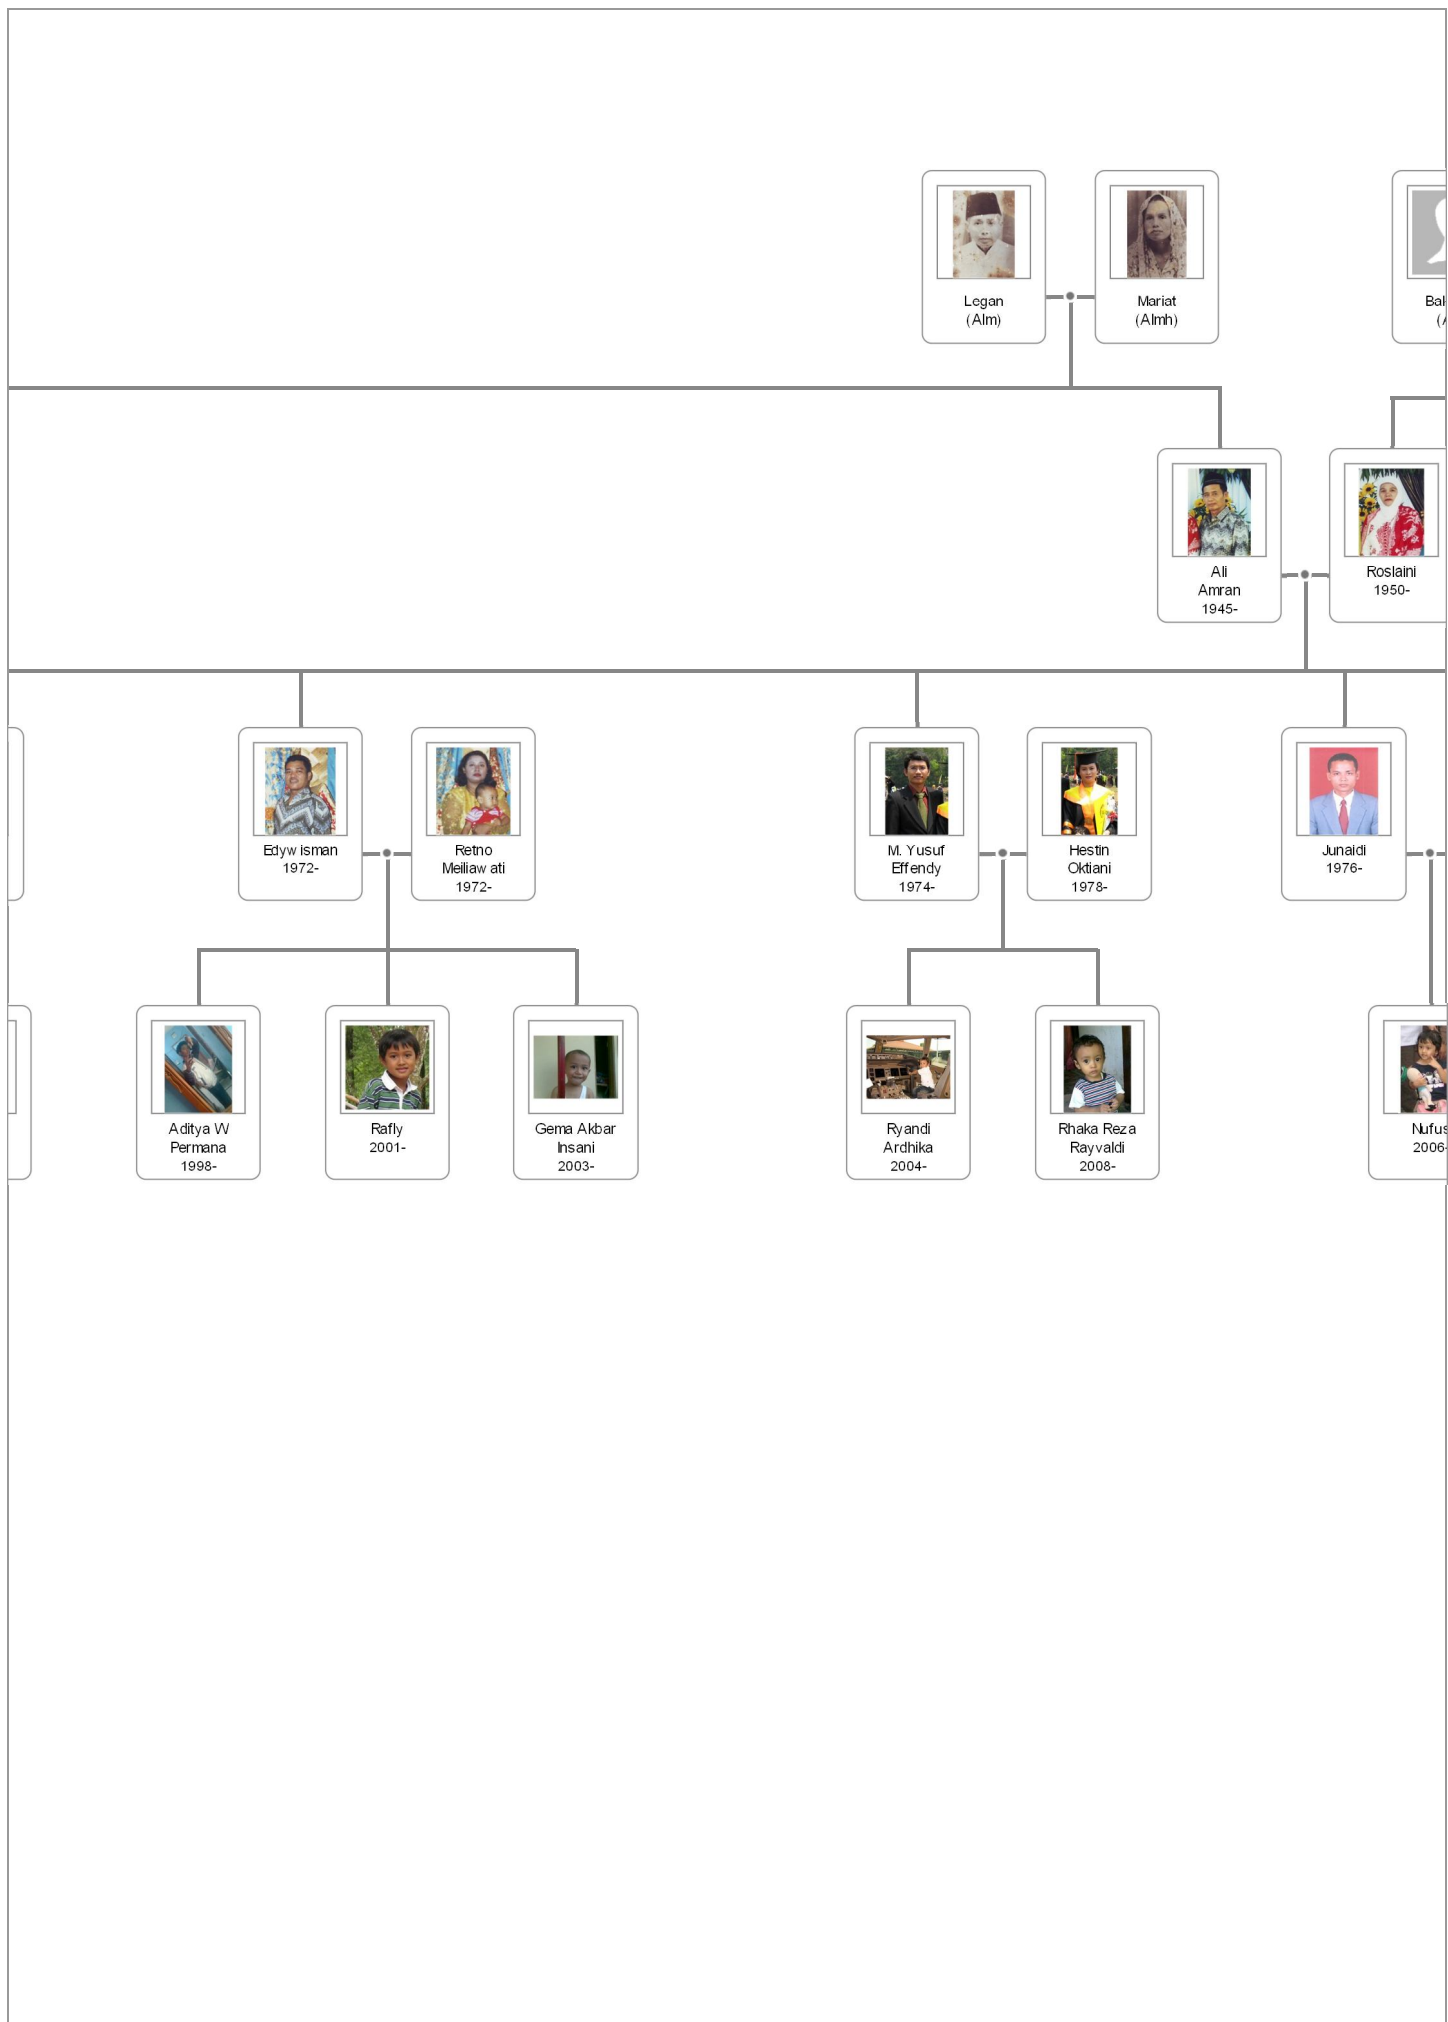 Legan
(Alm)
Mariat
(Almh)
Ali
Amran
1945-
Roslaini
1950-
Edyw isman
1972-
Retno
Meiliaw ati
1972-
M. Yusuf
Effendy
1974-
Hestin
Oktiani
1978-
Junaidi
1976-
Aditya W
Permana
1998-
Rafly
2001-
Gema Akbar
Insani
2003-
Ryandi
Ardhika
2004-
Rhaka Reza
Rayvaldi
2008-
Nufus
2006-